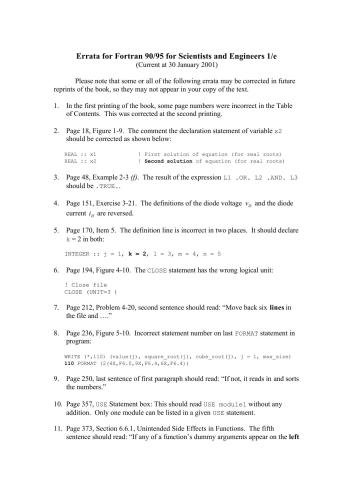 Errata for Fortran 90/95 for Scientists and Engineers 1/e
(Current at 30 January 2001)
Please note that some or all of the following errata may be corrected in future
reprints of the book, so they may not appear in your copy of the text.
1. In the first printing of the book, some page numbers were incorrect in the Table
of Contents. This was corrected at the second printing.
2. Page 18, Figure 1-9. The comment the declaration statement of variable x2
should be corrected as shown below:
REAL :: x1 ! First solution of equation (for real roots)
REAL :: x2 ! Second solution of equation (for real roots)
3. Page 48, Example 2-3 (f). The result of the expression L1 .OR. L2 .AND. L3
should be .TRUE..
4. Page 151, Exercise 3-21. The definitions of the diode voltage v_D and the diode
current i_D are reversed.
5. Page 170, Item 5. The definition line is incorrect in two places. It should declare
k = 2 in both:
INTEGER :: j = 1, k = 2, l = 3, m = 4, n = 5
6. Page 194, Figure 4-10. The CLOSE statement has the wrong logical unit:
! Close file
CLOSE (UNIT=3 )
7. Page 212, Problem 4-20, second sentence should read: “Move back six lines in
the file and ….”
8. Page 236, Figure 5-10. Incorrect statement number on last FORMAT statement in
program:
WRITE (*,110) (value(j), square_root(j), cube_root(j), j = 1, max_size)
110 FORMAT (2(4X,F6.0,9X,F6.4,6X,F6.4))
9. Page 250, last sentence of first paragraph should read: “If not, it reads in and sorts
the numbers.”
10. Page 357, USE Statement box: This should read USE module1 without any
addition. Only one module can be listed in a given USE statement.
11. Page 373, Section 6.6.1, Unintended Side Effects in Functions. The fifth
sentence should read: “If any of a function’s dummy arguments appear on the left